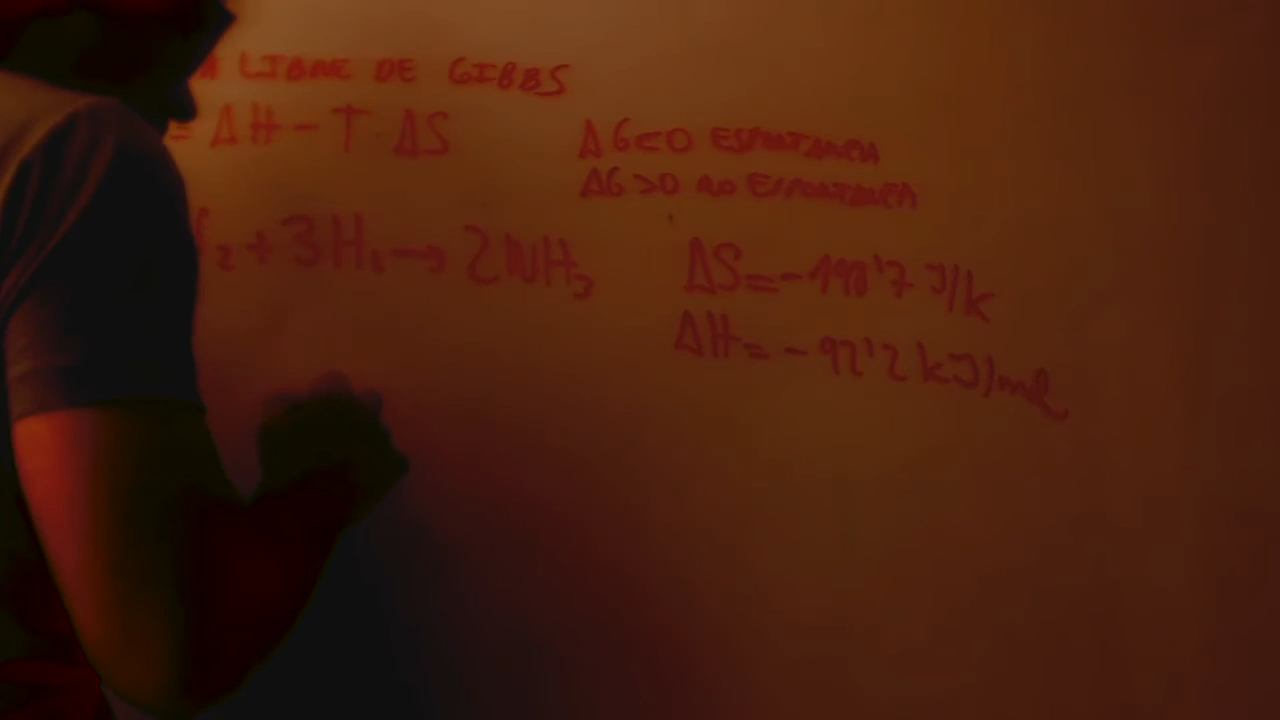 LIBRE DE GIBBS
= ΔH - T · ΔS
ΔG<0 ESPONTANEA
ΔG>0 NO ESPONTANEA
₂ + 3H₂ → 2NH₃
ΔS = - 198'7 J/k
ΔH = - 92'2 kJ/mol